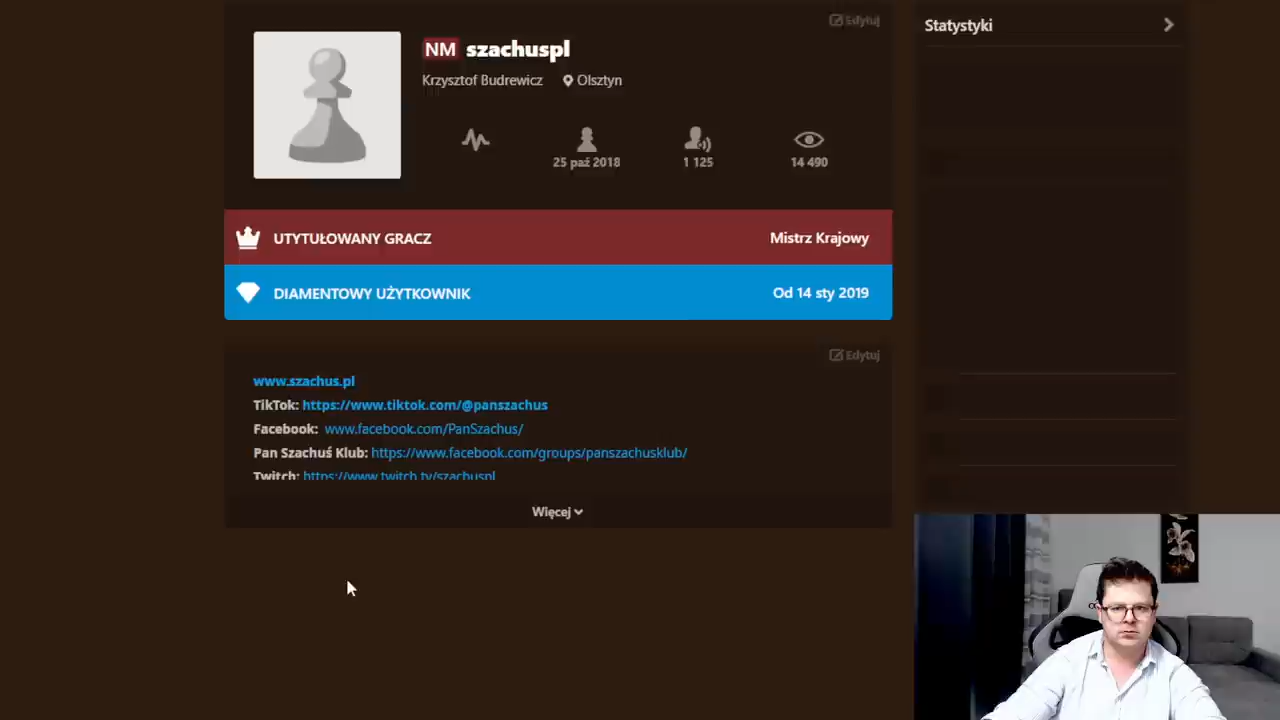 Edytuj
Statystyki
NM szachuspl
Krzysztof Budrewicz Olsztyn
25 paź 2018 1 125 14 490
UTYTUŁOWANY GRACZ Mistrz Krajowy
DIAMENTOWY UŻYTKOWNIK Od 14 sty 2019
Edytuj
www.szachus.pl
TikTok: https://www.tiktok.com/@panszachus
Facebook: www.facebook.com/PanSzachus/
Pan Szachuś Klub: https://www.facebook.com/groups/panszachusklub/
Twitch: https://www.twitch.tv/szachuspl
Więcej